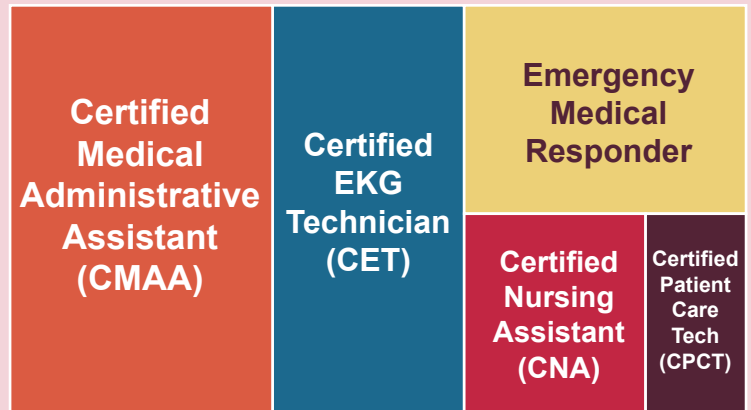 Certified
Medical
Administrative
Assistant
(CMAA)
Certified
EKG
Technician
(CET)
Emergency
Medical
Responder
Certified
Nursing
Assistant
(CNA)
Certified
Patient
Care
Tech
(CPCT)